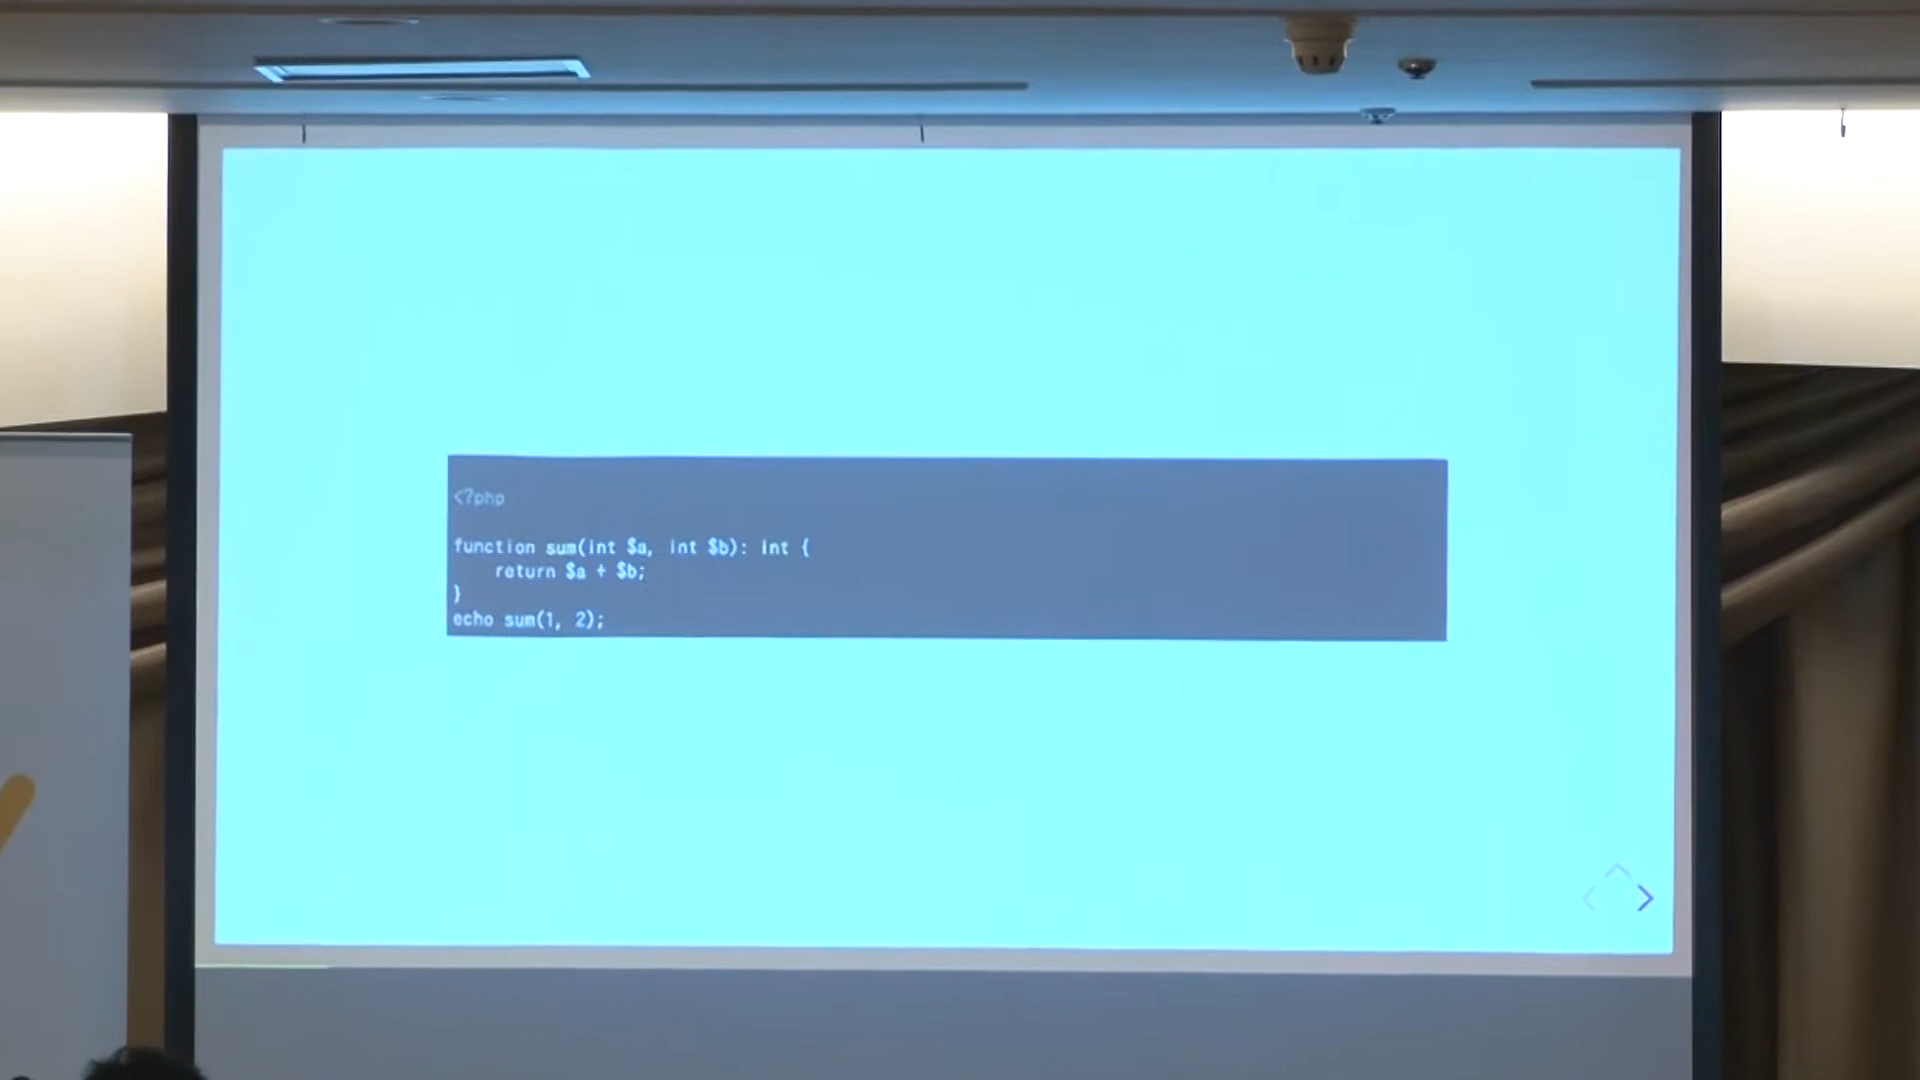 <?php
function sum(int $a, int $b): int {
    return $a + $b;
}
echo sum(1, 2);